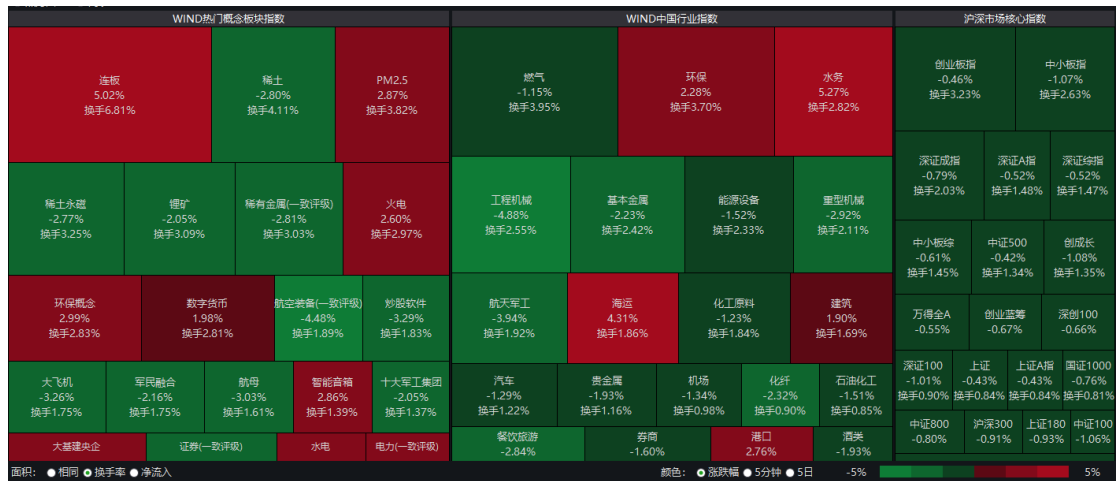 WIND热门概念板块指数
连板
5.02%
换手6.81%
稀土
-2.80%
换手4.11%
PM2.5
2.87%
换手3.82%
稀土永磁
-2.77%
换手3.25%
锂矿
-2.05%
换手3.09%
稀有金属(一致评级)
-2.81%
换手3.03%
火电
2.60%
换手2.97%
环保概念
2.99%
换手2.83%
数字货币
1.98%
换手2.81%
航空装备(一致评级)
-4.48%
换手1.89%
炒股软件
-3.29%
换手1.83%
大飞机
-3.26%
换手1.75%
军民融合
-2.16%
换手1.75%
航母
-3.03%
换手1.61%
智能音箱
2.86%
换手1.39%
十大军工集团
-2.05%
换手1.37%
大基建央企
证券(一致评级)
水电
电力(一致评级)
WIND中国行业指数
燃气
-1.15%
换手3.95%
环保
2.28%
换手3.70%
水务
5.27%
换手2.82%
工程机械
-4.88%
换手2.55%
基本金属
-2.23%
换手2.42%
能源设备
-1.52%
换手2.33%
重型机械
-2.92%
换手2.11%
航天军工
-3.94%
换手1.92%
海运
4.31%
换手1.86%
化工原料
-1.23%
换手1.84%
建筑
1.90%
换手1.69%
汽车
-1.29%
换手1.22%
贵金属
-1.93%
换手1.16%
机场
-1.34%
换手0.98%
化纤
-2.32%
换手0.90%
石油化工
-1.51%
换手0.85%
餐饮旅游
-2.84%
券商
-1.60%
港口
2.76%
酒类
-1.93%
沪深市场核心指数
创业板指
-0.46%
换手3.23%
中小板指
-1.07%
换手2.63%
深证成指
-0.79%
换手2.03%
深证A指
-0.52%
换手1.48%
深证综指
-0.52%
换手1.47%
中小板综
-0.61%
换手1.45%
中证500
-0.42%
换手1.34%
创成长
-1.08%
换手1.35%
万得全A
-0.55%
创业蓝筹
-0.67%
深创100
-0.66%
深证100
-1.01%
换手0.90%
上证
-0.43%
换手0.84%
上证A指
-0.43%
换手0.84%
国证1000
-0.76%
换手0.81%
中证800
-0.80%
沪深300
-0.91%
上证180
-0.93%
中证100
-1.06%
面积： 相同 换手率 净流入
颜色： 涨跌幅 5分钟 5日 -5% 5%